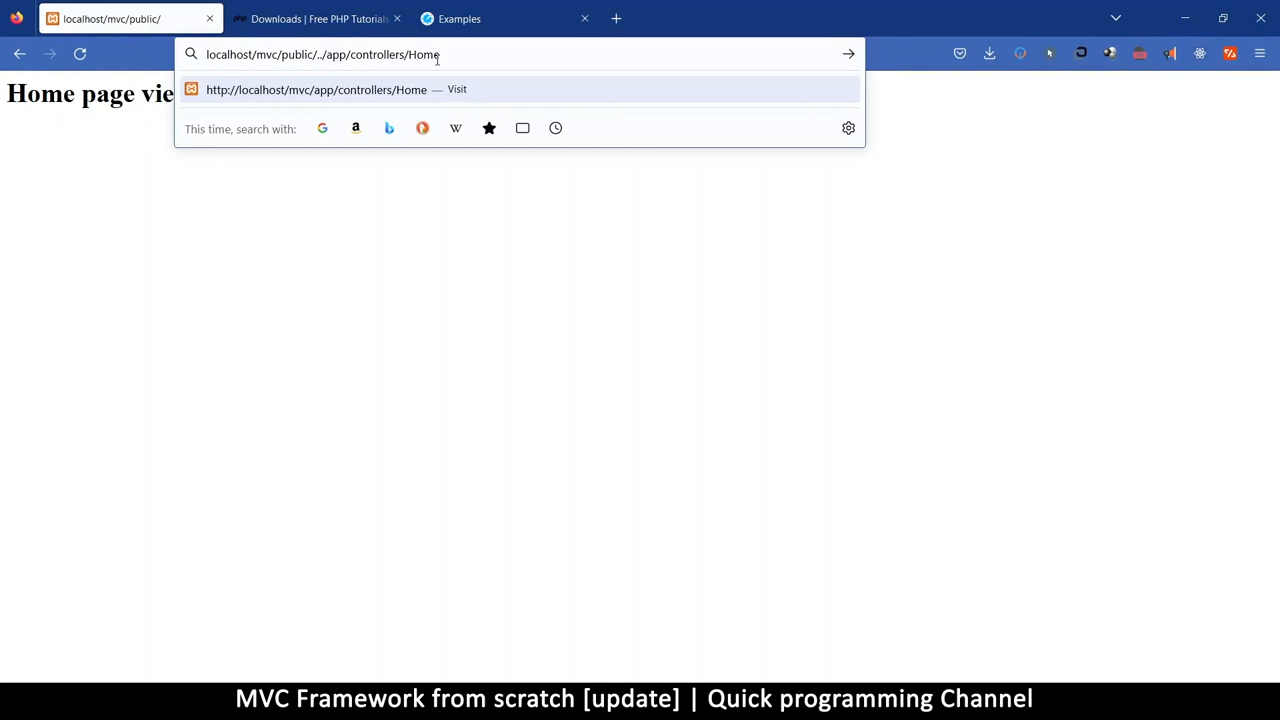 localhost/mvc/public/
Downloads | Free PHP Tutorials
Examples
localhost/mvc/public/../app/controllers/Home
http://localhost/mvc/app/controllers/Home — Visit
Home page vie
This time, search with:
MVC Framework from scratch [update] | Quick programming Channel